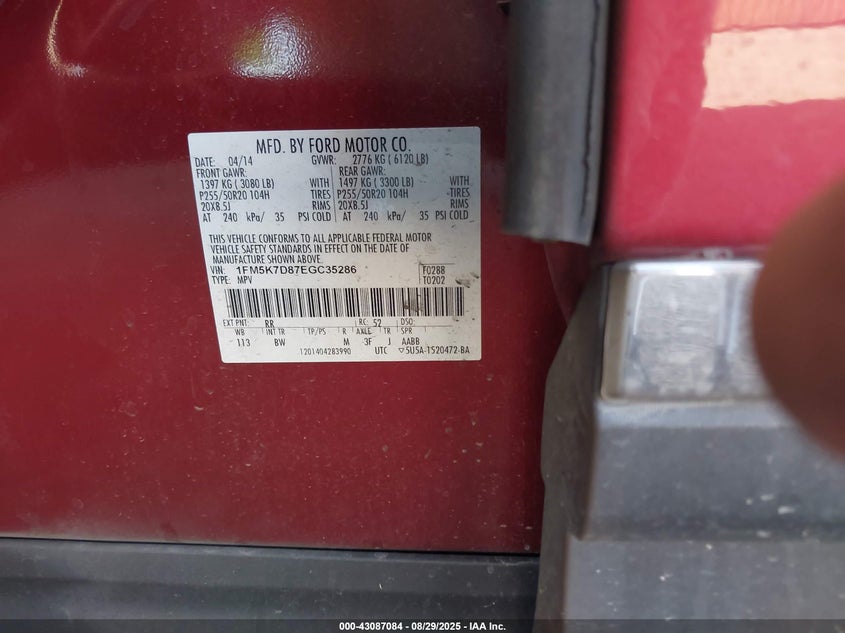 MFD. BY FORD MOTOR CO.
DATE: 04/14 GVWR: 2776 KG ( 6120 LB)
FRONT GAWR: REAR GAWR:
1397 KG ( 3080 LB) WITH 1497 KG ( 3300 LB) WITH
P255/50R20 104H TIRES P255/50R20 104H TIRES
20X8.5J RIMS 20X8.5J RIMS
AT 240 kPa/ 35 PSI COLD AT 240 kPa/ 35 PSI COLD
THIS VEHICLE CONFORMS TO ALL APPLICABLE FEDERAL MOTOR
VEHICLE SAFETY STANDARDS IN EFFECT ON THE DATE OF
MANUFACTURE SHOWN ABOVE.
VIN: 1FM5K7D87EGC35286 F0288
TYPE: MPV T0202
EXT PNT: RR RC: 52 DSO:
WB INT TR TP/PS R AXLE TR SPR
113 BW M 3F J AABB
1201404283990 UTC ▽5U5A-1520472-BA
000-43087084 - 08/29/2025 - IAA Inc.